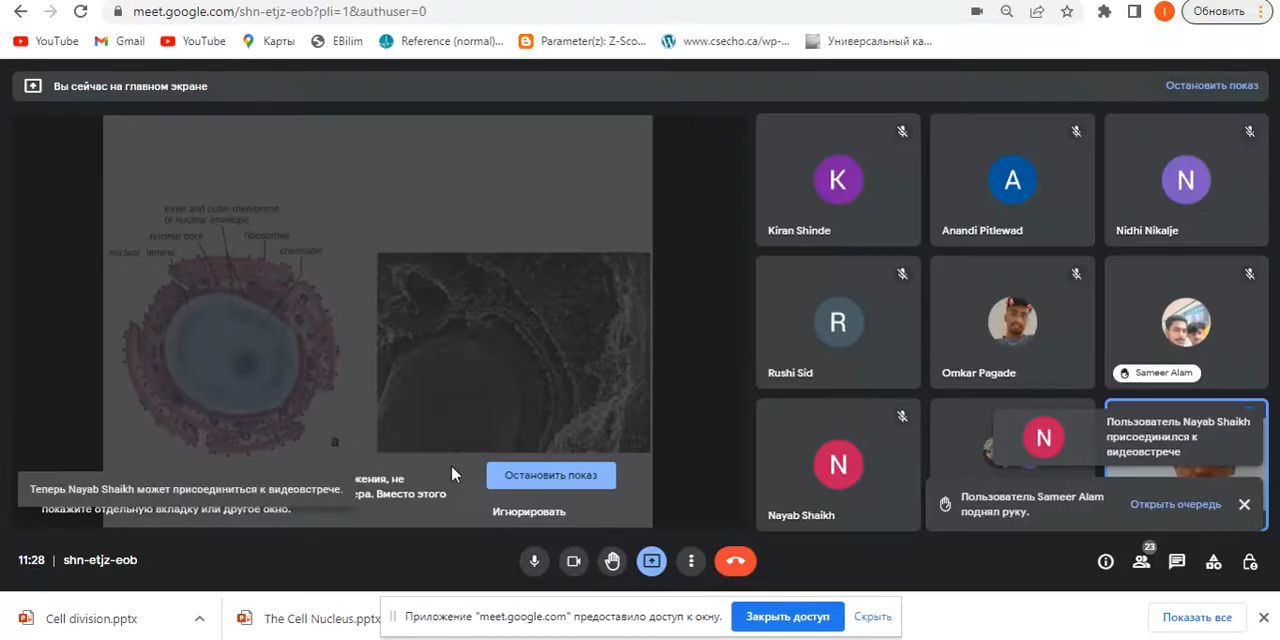 meet.google.com/shn-etjz-eob?pli=1&authuser=0
I
Обновить
YouTube
Gmail
YouTube
Карты
EBilim
Reference (normal)...
Parameter(z): Z-Sco...
www.csecho.ca/wp-...
Универсальный ка...
Вы сейчас на главном экране
Остановить показ
inner and outer membrane
of nuclear envelope
nuclear pore
ribosomes
nuclear lamina
chromatin
a
K
Kiran Shinde
A
Anandi Pitlewad
N
Nidhi Nikalje
R
Rushi Sid
Omkar Pagade
Sameer Alam
N
Nayab Shaikh
N
Пользователь Nayab Shaikh
присоединился к
видеовстрече
Пользователь Sameer Alam
поднял руку.
Открыть очередь
жения, не
ера. Вместо этого
покажите отдельную вкладку или другое окно.
Теперь Nayab Shaikh может присоединиться к видеовстрече.
Остановить показ
Игнорировать
11:28 | shn-etjz-eob
23
Cell division.pptx
The Cell Nucleus.pptx
Приложение "meet.google.com" предоставило доступ к окну.
Закрыть доступ
Скрыть
Показать все